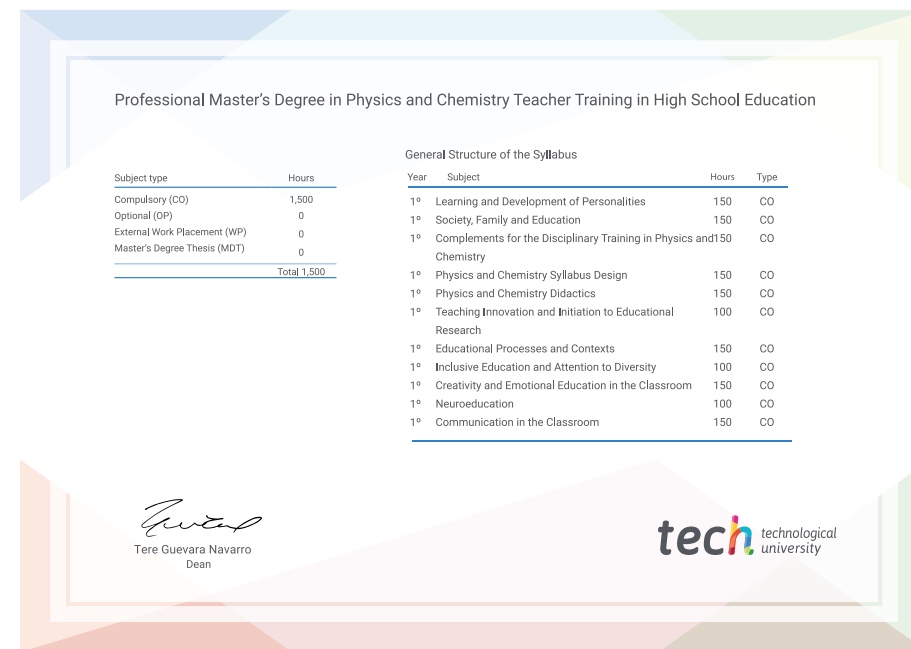 Professional Master's Degree in Physics and Chemistry Teacher Training in High School Education
Subject type Hours
Compulsory (CO) 1,500
Optional (OP) 0
External Work Placement (WP) 0
Master's Degree Thesis (MDT) 0
Total 1,500
General Structure of the Syllabus
Year Subject Hours Type
1º Learning and Development of Personalities 150 CO
1º Society, Family and Education 150 CO
1º Complements for the Disciplinary Training in Physics and 150 CO
Chemistry
1º Physics and Chemistry Syllabus Design 150 CO
1º Physics and Chemistry Didactics 150 CO
1º Teaching Innovation and Initiation to Educational 100 CO
Research
1º Educational Processes and Contexts 150 CO
1º Inclusive Education and Attention to Diversity 100 CO
1º Creativity and Emotional Education in the Classroom 150 CO
1º Neuroeducation 100 CO
1º Communication in the Classroom 150 CO
Tere Guevara Navarro
Dean
tech technological
university